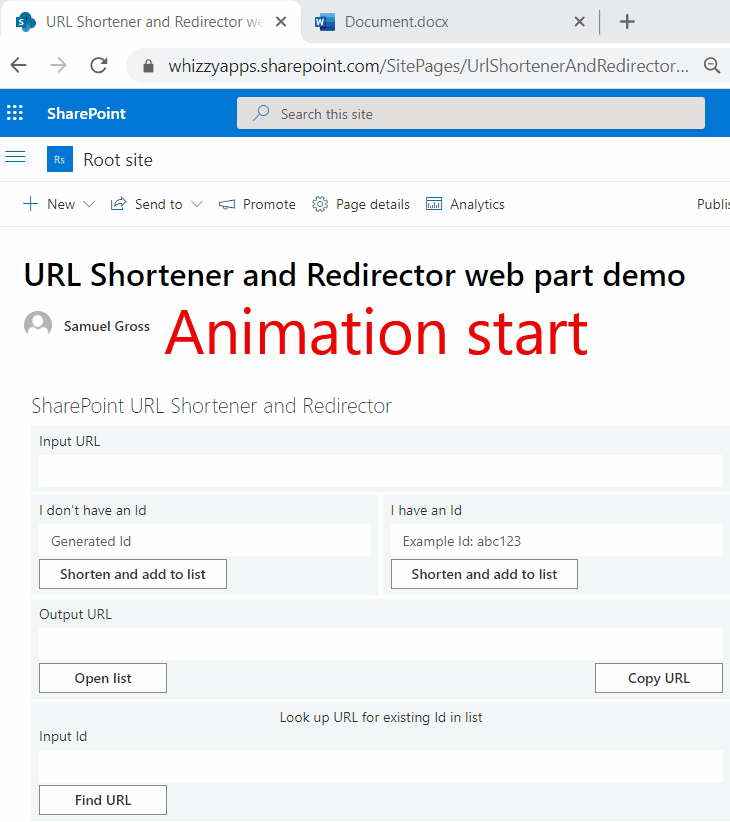 URL Shortener and Redirector we
Document.docx
whizzyapps.sharepoint.com/SitePages/UrlShortenerAndRedirector...
SharePoint
Search this site
Rs
Root site
New
Send to
Promote
Page details
Analytics
Publis
URL Shortener and Redirector web part demo
Samuel Gross
Animation start
SharePoint URL Shortener and Redirector
Input URL
I don't have an Id
I have an Id
Generated Id
Example Id: abc123
Shorten and add to list
Shorten and add to list
Output URL
Open list
Copy URL
Look up URL for existing Id in list
Input Id
Find URL